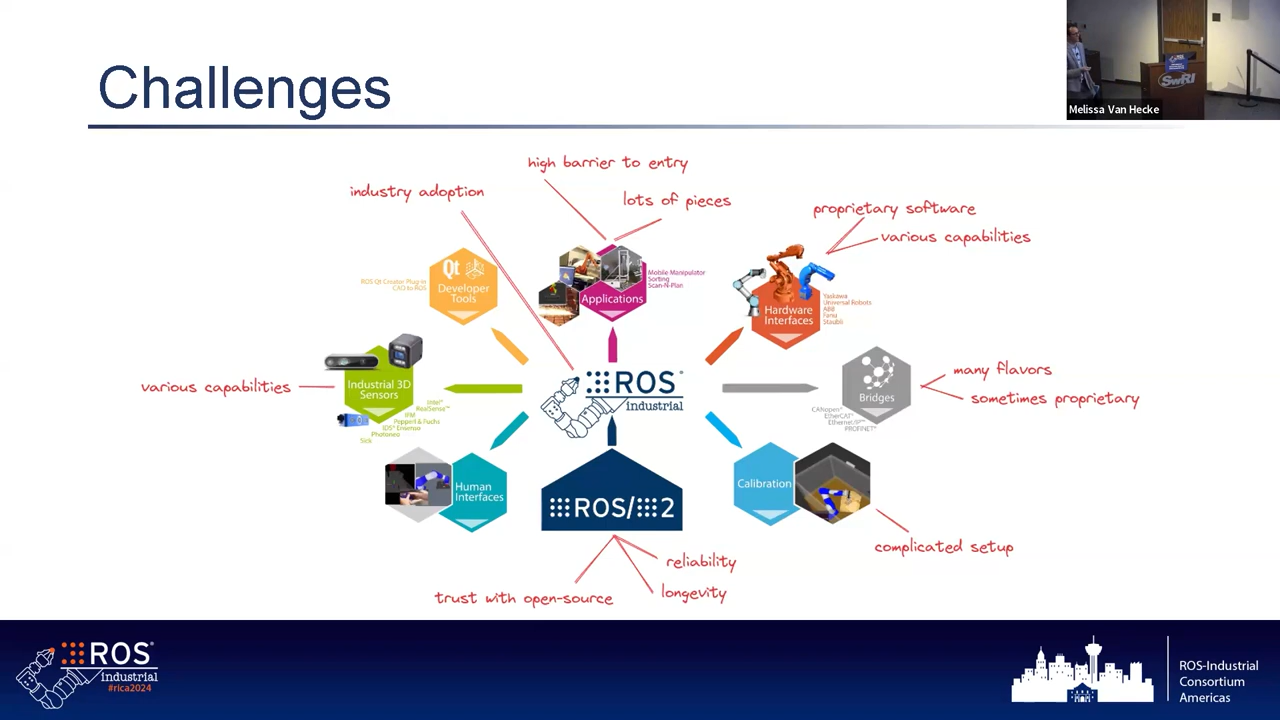 Challenges
SwRI
Melissa Van Hecke
high barrier to entry
industry adoption
lots of pieces
proprietary software
various capabilities
Qt
Developer
Tools
ROS Qt Creator Plug-in
CAD to ROS
Applications
Mobile Manipulator
Sorting
Scan-N-Plan
Hardware
Interfaces
Yaskawa
Universal Robots
ABB
Fanuc
Staubli
various capabilities
Industrial 3D
Sensors
Intel®
RealSense™
IFM
Pepperl & Fuchs
IDS® Ensenso
Photoneo
Sick
ROS®
industrial
Bridges
CANopen®
EtherCAT®
Ethernet/IP™
PROFINET®
many flavors
sometimes proprietary
Human
Interfaces
ROS/2
Calibration
complicated setup
reliability
longevity
trust with open-source
ROS®
industrial
#rica2024
ROS-Industrial
Consortium
Americas